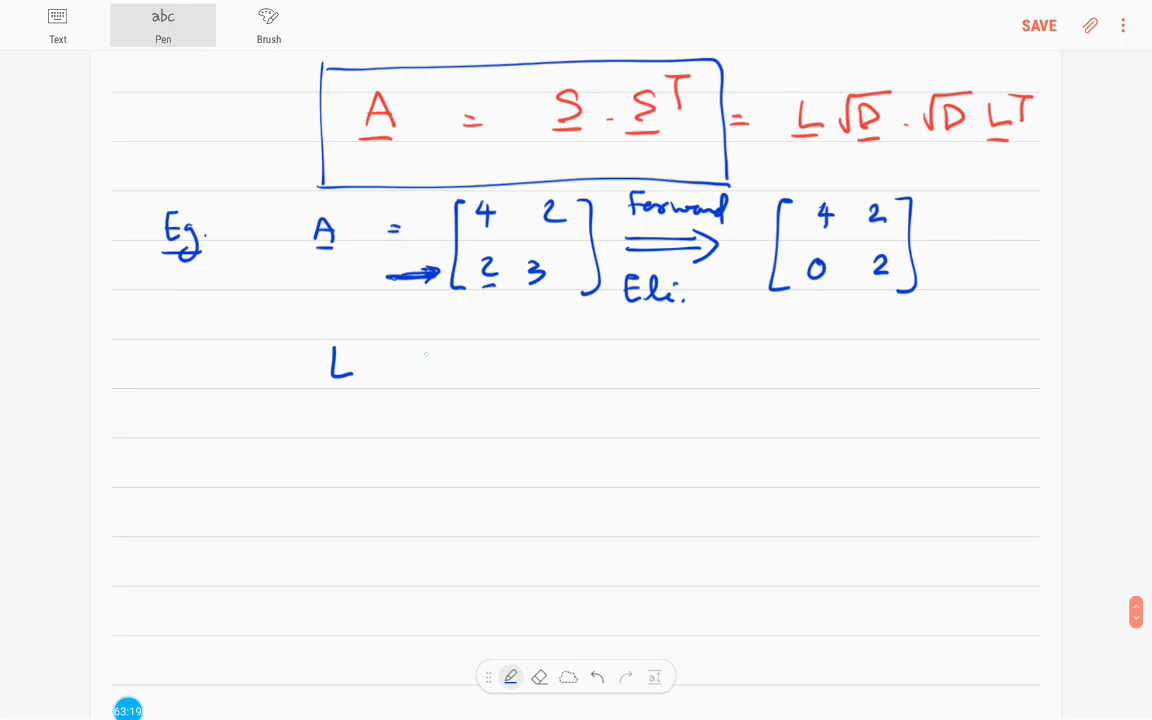 Text
abc
Pen
Brush
SAVE
A = S . S^T = L √D . √D L^T
Eg. A = [4 2 2 3] Forward Eli. [4 2 0 2]
L
63:19